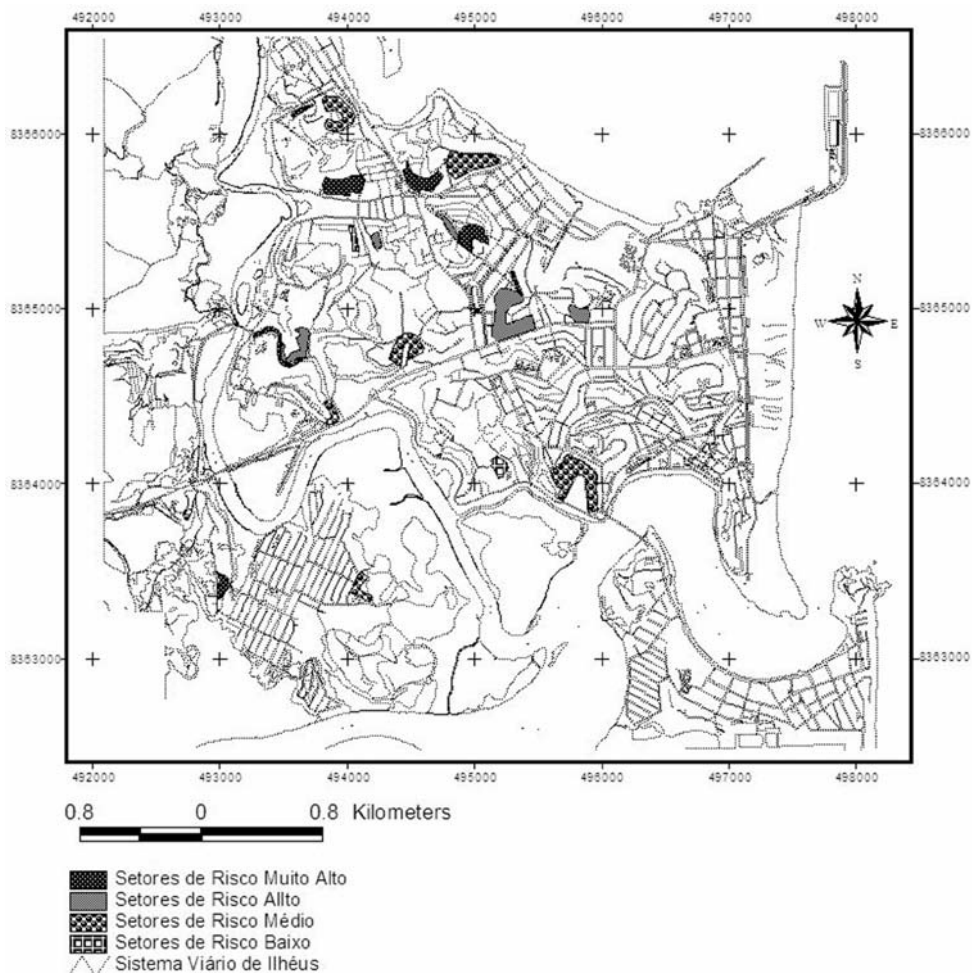 492000 493000 494000 495000 496000 497000 498000
8366000 8366000
8365000 8365000
N
W E
S
8364000 8364000
8363000 8363000
492000 493000 494000 495000 496000 497000 498000
0.8 0 0.8 Kilometers
Setores de Risco Muito Alto
Setores de Risco Allto
Setores de Risco Médio
Setores de Risco Baixo
Sistema Viário de Ilhéus